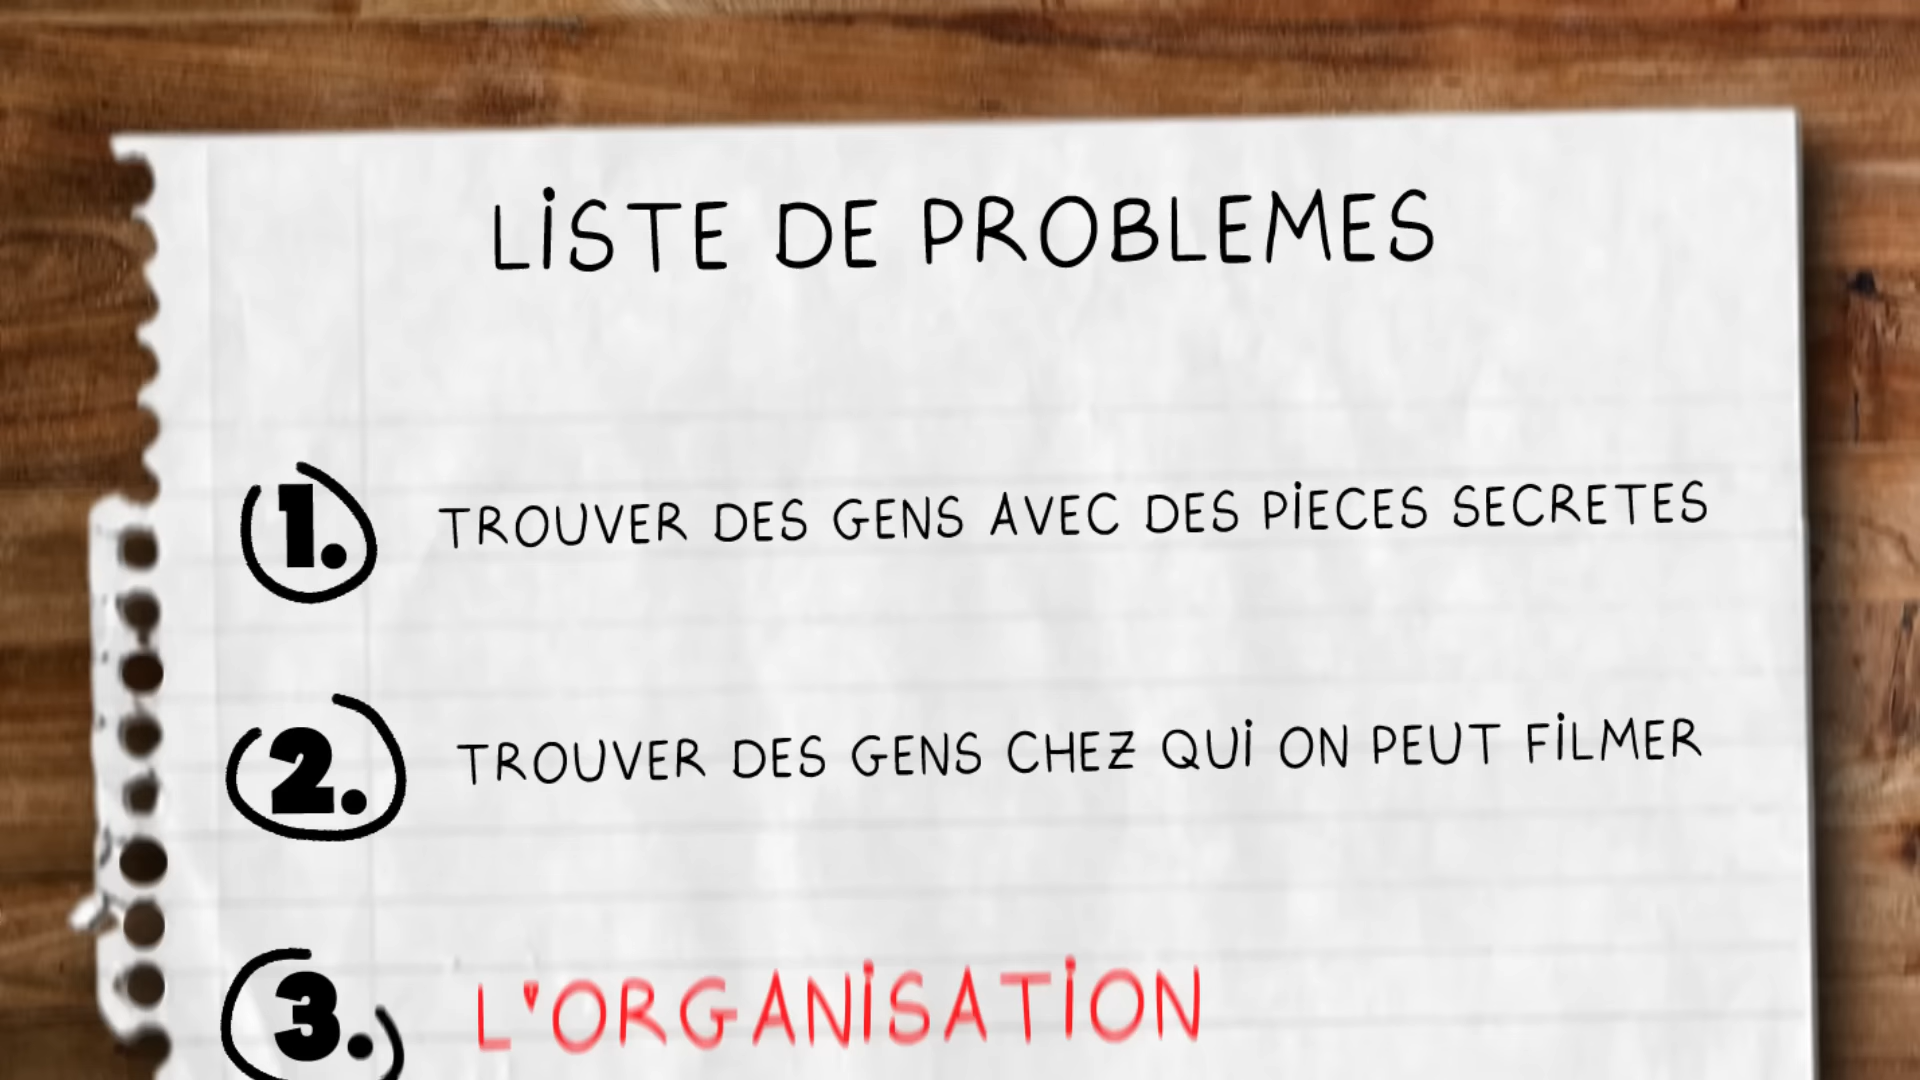 LISTE DE PROBLEMES
1. TROUVER DES GENS AVEC DES PIECES SECRETES
2. TROUVER DES GENS CHEZ QUI ON PEUT FILMER
3. L'ORGANISATION